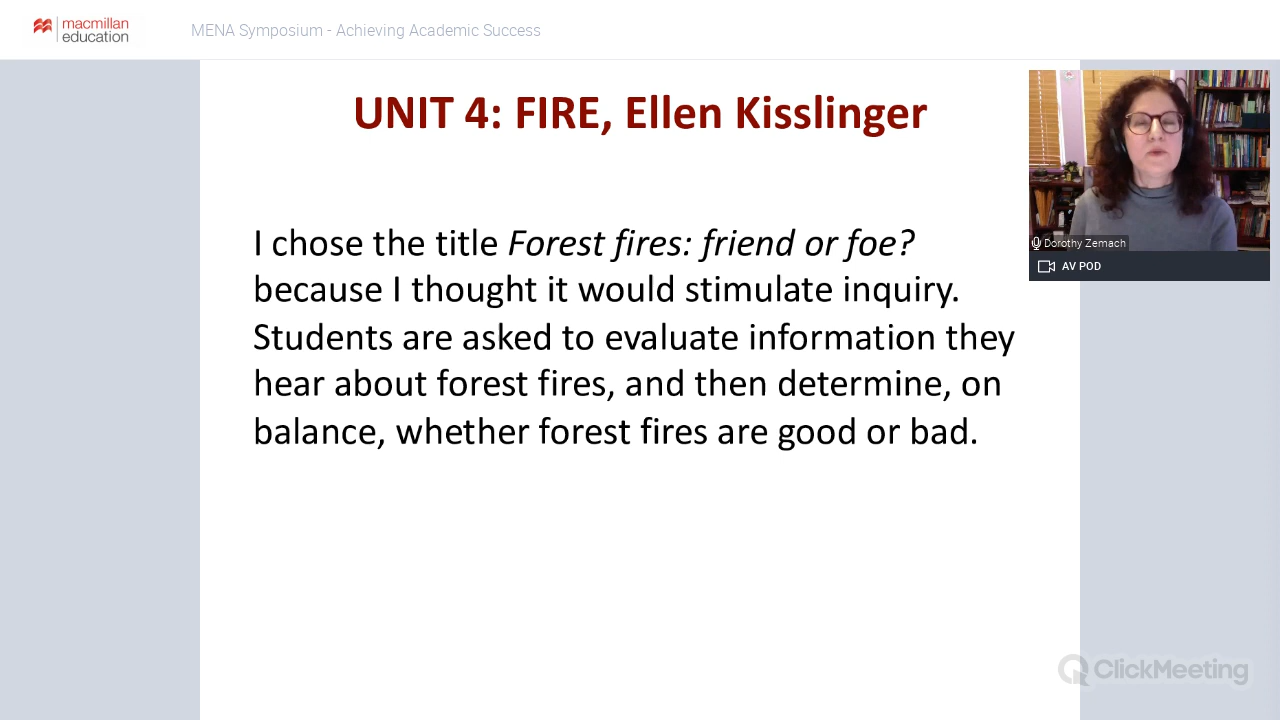 macmillan
education
MENA Symposium - Achieving Academic Success
UNIT 4: FIRE, Ellen Kisslinger
I chose the title Forest fires: friend or foe?
because I thought it would stimulate inquiry.
Students are asked to evaluate information they
hear about forest fires, and then determine, on
balance, whether forest fires are good or bad.
Dorothy Zemach
AV POD
ClickMeeting